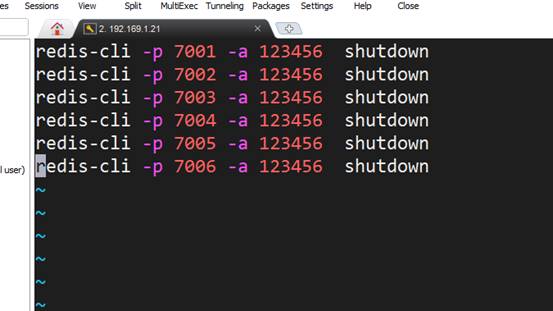 es Sessions View Split MultiExec Tunneling Packages Settings Help Close
2. 192.169.1:21
redis-cli -p 7001 -a 123456  shutdown
redis-cli -p 7002 -a 123456  shutdown
redis-cli -p 7003 -a 123456  shutdown
redis-cli -p 7004 -a 123456  shutdown
redis-cli -p 7005 -a 123456  shutdown
redis-cli -p 7006 -a 123456  shutdown
l user)
~
~
~
~
~
~